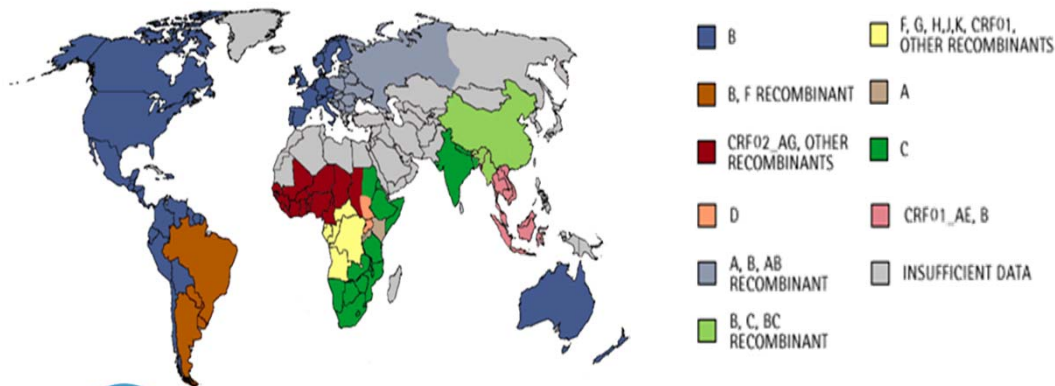 B
B, F RECOMBINANT
CRF02_AG, OTHER
RECOMBINANTS
D
A, B, AB
RECOMBINANT
B, C, BC
RECOMBINANT
F, G, H,J,K, CRF01,
OTHER RECOMBINANTS
A
C
CRF01_AE, B
INSUFFICIENT DATA